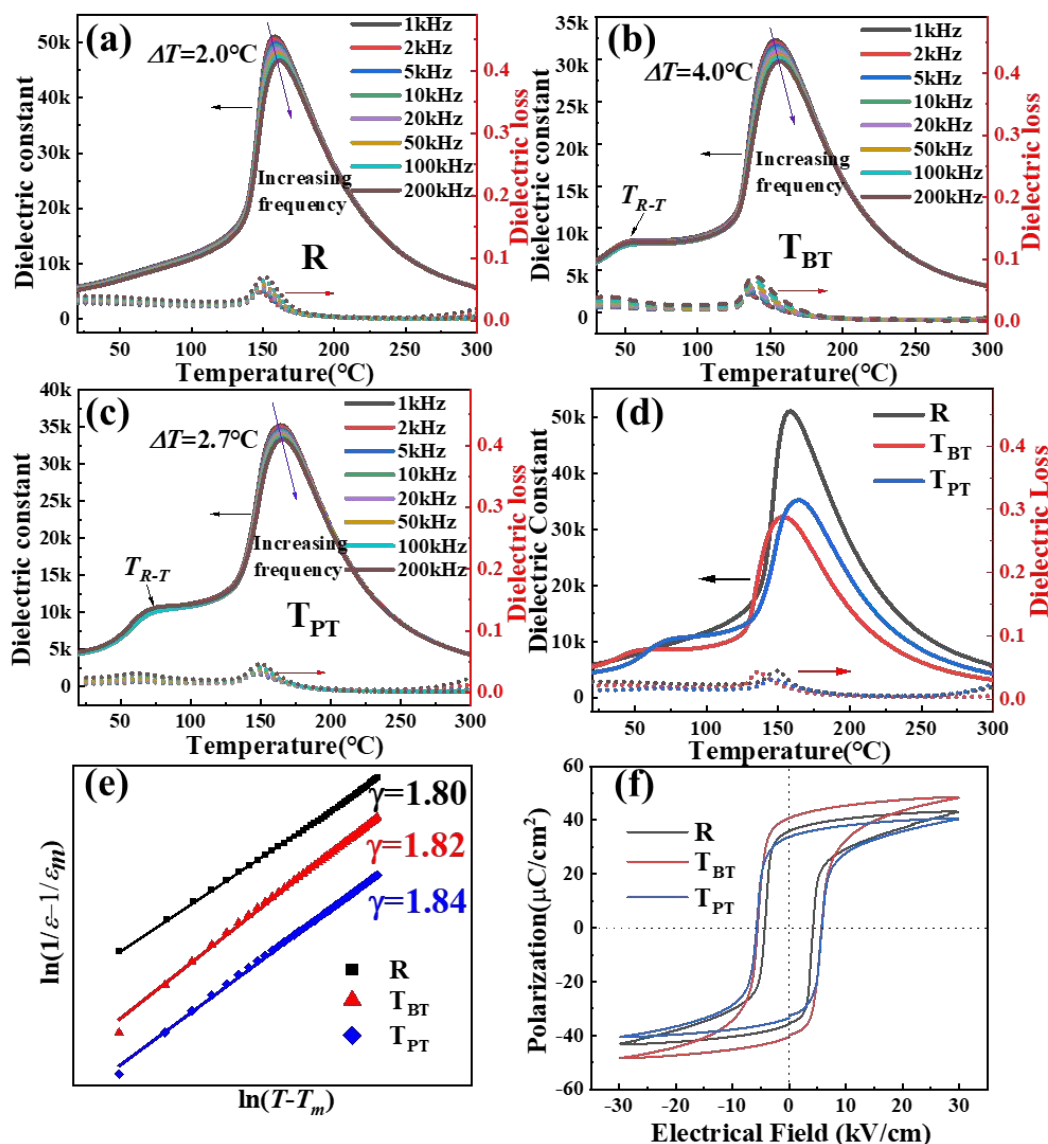 (a)
ΔT=2.0°C
1kHz
2kHz
5kHz
10kHz
20kHz
50kHz
100kHz
200kHz
Increasing
frequency
R
Dielectric constant
50k
40k
30k
20k
10k
0
Dielectric loss
0.4
0.3
0.2
0.1
0.0
50 100 150 200 250 300
Temperature(°C)
(b)
ΔT=4.0°C
1kHz
2kHz
5kHz
10kHz
20kHz
50kHz
100kHz
200kHz
Increasing
frequency
T_R-T
T_BT
Dielectric constant
35k
30k
25k
20k
15k
10k
5k
0
Dielectric loss
0.4
0.3
0.2
0.1
0.0
50 100 150 200 250 300
Temperature(°C)
(c)
ΔT=2.7°C
1kHz
2kHz
5kHz
10kHz
20kHz
50kHz
100kHz
200kHz
Increasing
frequency
T_R-T
T_PT
Dielectric constant
40k
35k
30k
25k
20k
15k
10k
5k
0
Dielectric loss
0.4
0.3
0.2
0.1
0.0
50 100 150 200 250 300
Temperature(°C)
(d)
R
T_BT
T_PT
Dielectric Constant
50k
40k
30k
20k
10k
0
Dielectric Loss
0.4
0.3
0.2
0.1
0.0
50 100 150 200 250 300
Temperature(°C)
(e)
γ=1.80
γ=1.82
γ=1.84
R
T_BT
T_PT
ln(1/ε–1/ε_m)
ln(T-T_m)
(f)
R
T_BT
T_PT
Polarization(μC/cm²)
60
40
20
0
-20
-40
-60
-30 -20 -10 0 10 20 30
Electrical Field (kV/cm)